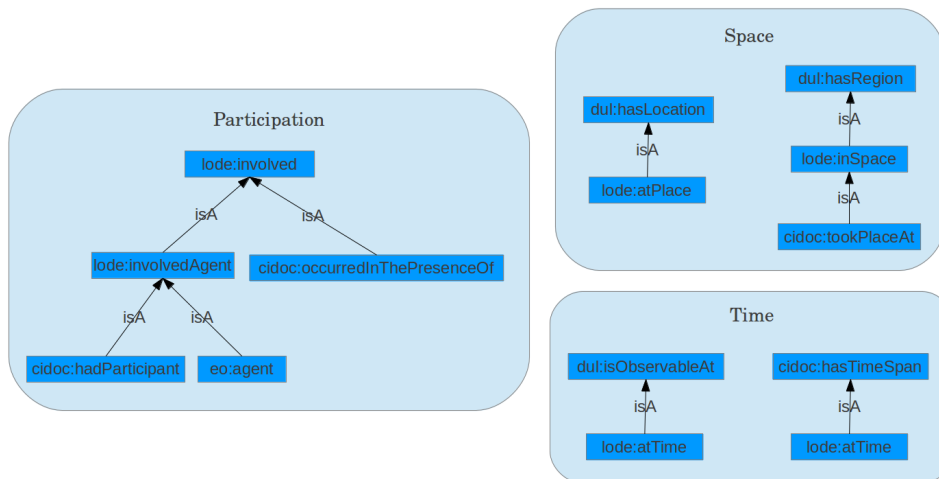 Participation
lode:involved
isA
isA
lode:involvedAgent
cidoc:occurredInThePresenceOf
isA
isA
cidoc:hadParticipant
eo:agent
Space
dul:hasLocation
isA
lode:atPlace
dul:hasRegion
isA
lode:inSpace
isA
cidoc:tookPlaceAt
Time
dul:isObservableAt
isA
lode:atTime
cidoc:hasTimeSpan
isA
lode:atTime